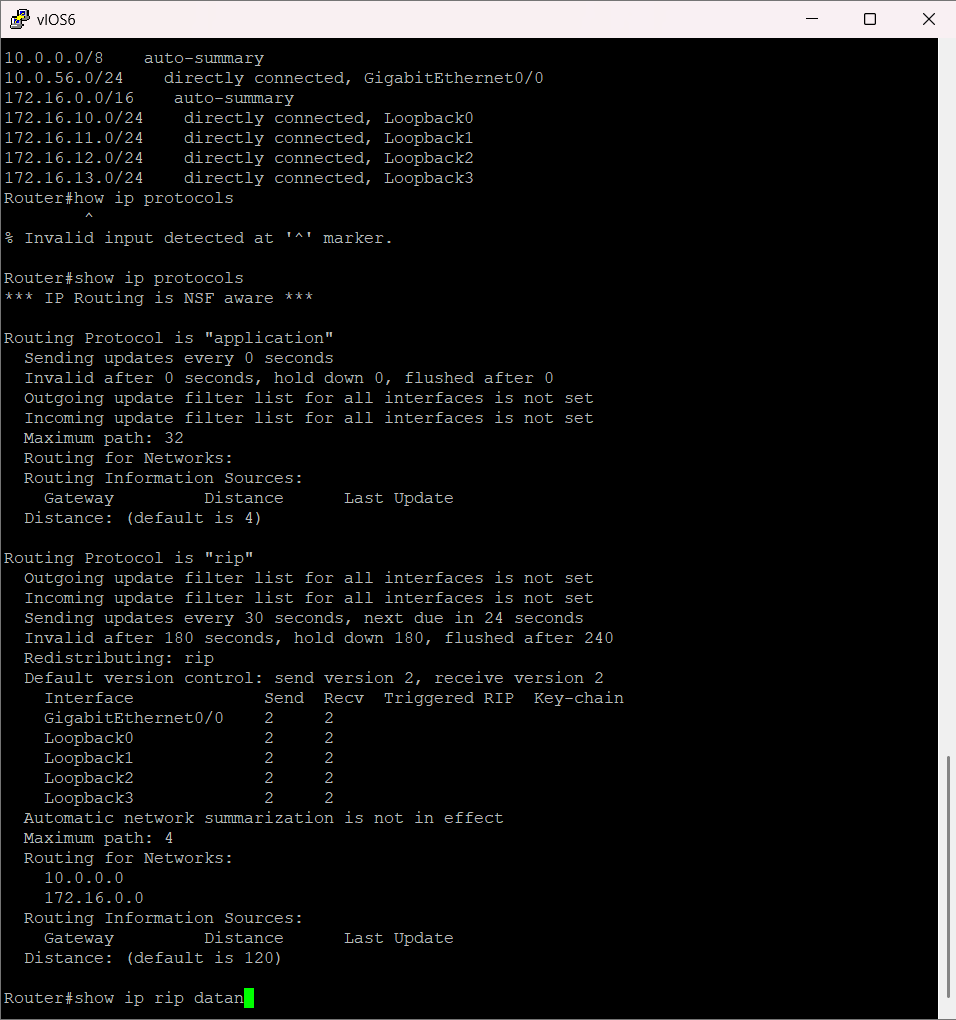 vIOS6
10.0.0.0/8    auto-summary
10.0.56.0/24    directly connected, GigabitEthernet0/0
172.16.0.0/16    auto-summary
172.16.10.0/24    directly connected, Loopback0
172.16.11.0/24    directly connected, Loopback1
172.16.12.0/24    directly connected, Loopback2
172.16.13.0/24    directly connected, Loopback3
Router#how ip protocols
        ^
% Invalid input detected at '^' marker.

Router#show ip protocols
*** IP Routing is NSF aware ***

Routing Protocol is "application"
  Sending updates every 0 seconds
  Invalid after 0 seconds, hold down 0, flushed after 0
  Outgoing update filter list for all interfaces is not set
  Incoming update filter list for all interfaces is not set
  Maximum path: 32
  Routing for Networks:
  Routing Information Sources:
    Gateway         Distance      Last Update
  Distance: (default is 4)

Routing Protocol is "rip"
  Outgoing update filter list for all interfaces is not set
  Incoming update filter list for all interfaces is not set
  Sending updates every 30 seconds, next due in 24 seconds
  Invalid after 180 seconds, hold down 180, flushed after 240
  Redistributing: rip
  Default version control: send version 2, receive version 2
    Interface             Send  Recv  Triggered RIP  Key-chain
    GigabitEthernet0/0    2     2
    Loopback0             2     2
    Loopback1             2     2
    Loopback2             2     2
    Loopback3             2     2
  Automatic network summarization is not in effect
  Maximum path: 4
  Routing for Networks:
    10.0.0.0
    172.16.0.0
  Routing Information Sources:
    Gateway         Distance      Last Update
  Distance: (default is 120)

Router#show ip rip datan